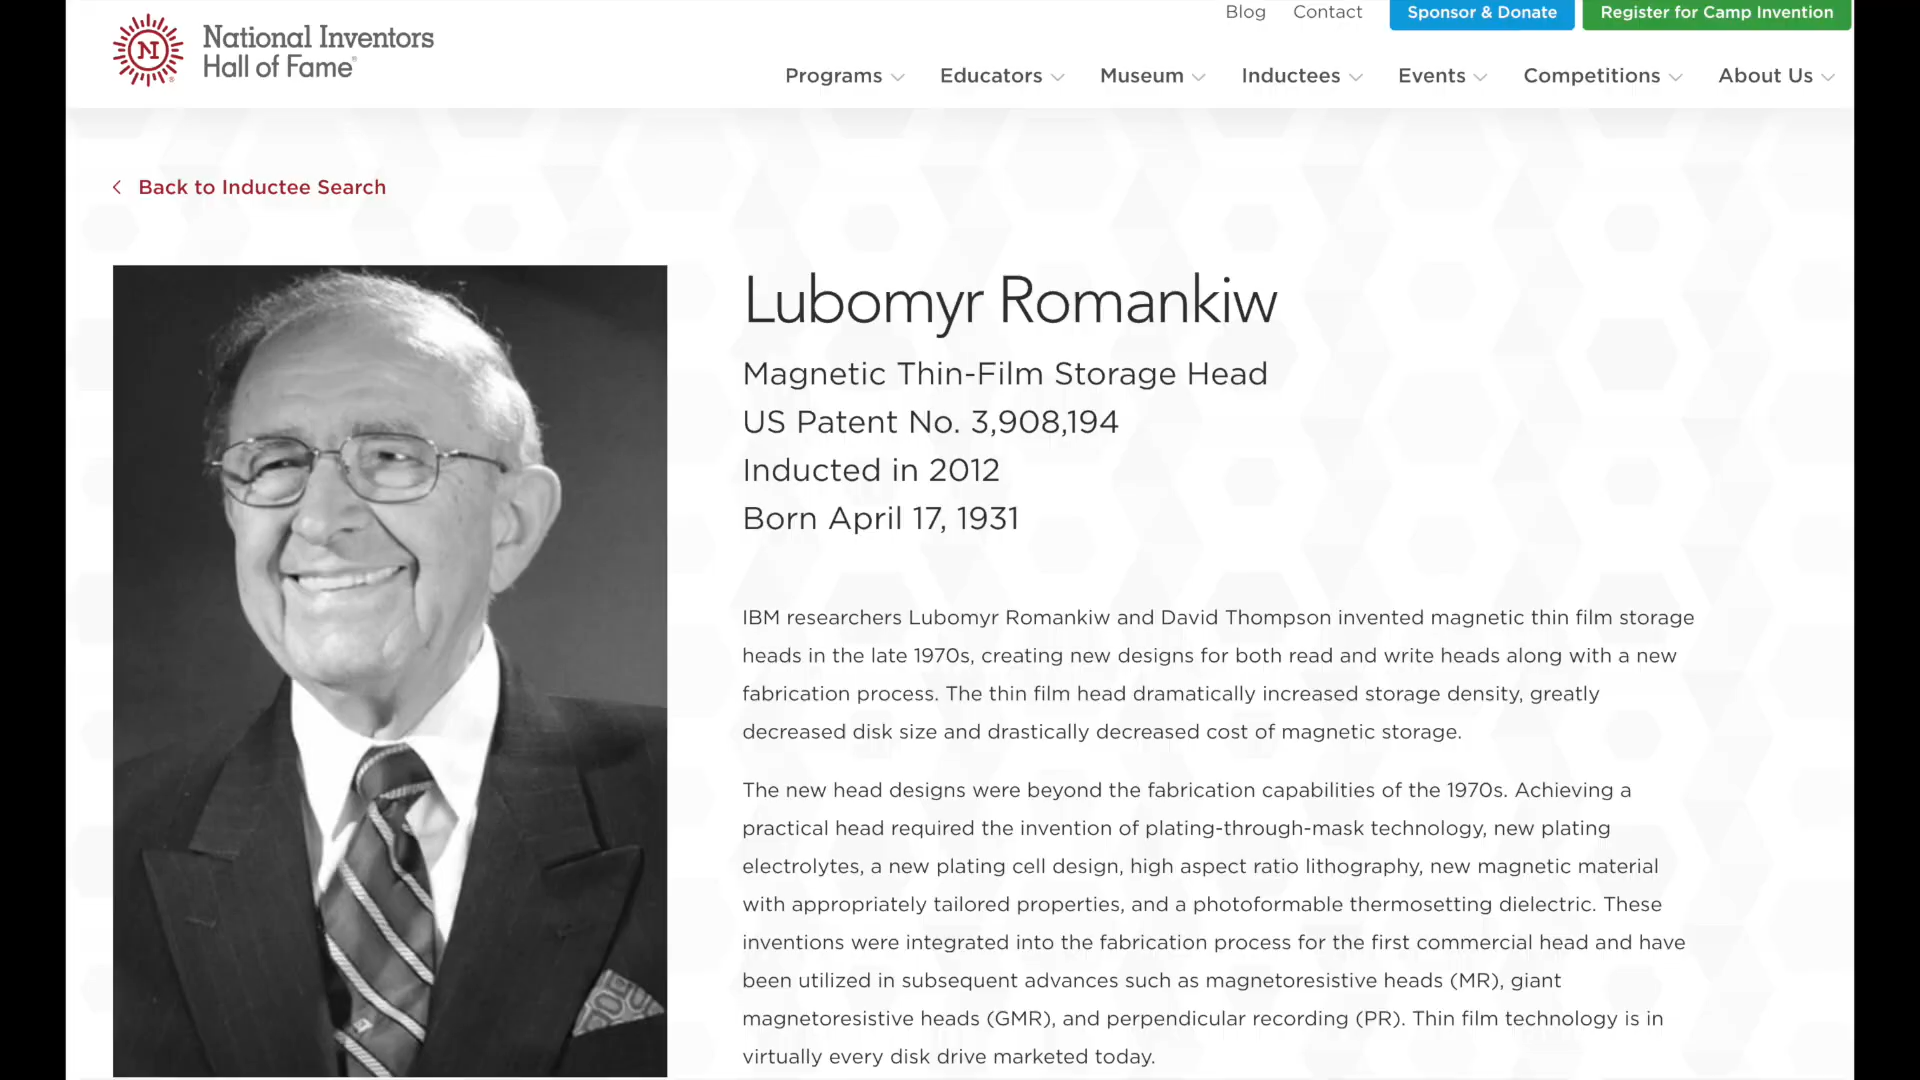 Blog Contact Sponsor & Donate Register for Camp Invention
National Inventors
Hall of Fame®
Programs Educators Museum Inductees Events Competitions About Us
Back to Inductee Search
Lubomyr Romankiw
Magnetic Thin-Film Storage Head
US Patent No. 3,908,194
Inducted in 2012
Born April 17, 1931
IBM researchers Lubomyr Romankiw and David Thompson invented magnetic thin film storage
heads in the late 1970s, creating new designs for both read and write heads along with a new
fabrication process. The thin film head dramatically increased storage density, greatly
decreased disk size and drastically decreased cost of magnetic storage.
The new head designs were beyond the fabrication capabilities of the 1970s. Achieving a
practical head required the invention of plating-through-mask technology, new plating
electrolytes, a new plating cell design, high aspect ratio lithography, new magnetic material
with appropriately tailored properties, and a photoformable thermosetting dielectric. These
inventions were integrated into the fabrication process for the first commercial head and have
been utilized in subsequent advances such as magnetoresistive heads (MR), giant
magnetoresistive heads (GMR), and perpendicular recording (PR). Thin film technology is in
virtually every disk drive marketed today.